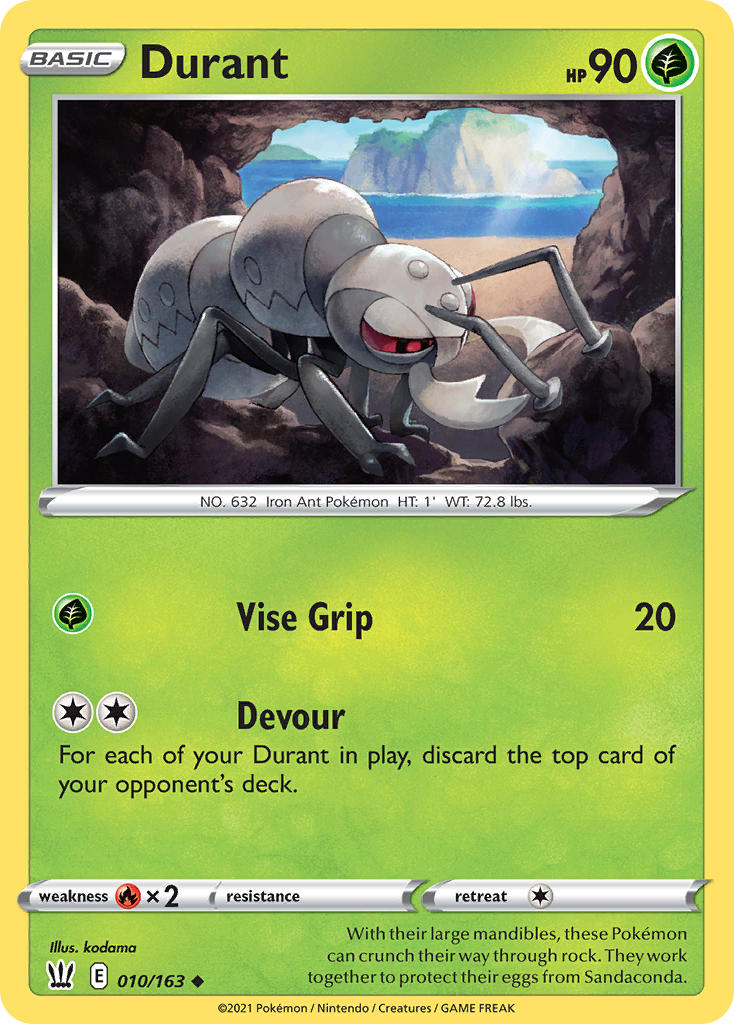 BASIC Durant HP 90
NO. 632 Iron Ant Pokémon HT: 1' WT: 72.8 lbs.
Vise Grip 20
Devour
For each of your Durant in play, discard the top card of
your opponent's deck.
weakness ×2 resistance retreat
Illus. kodama
With their large mandibles, these Pokémon
can crunch their way through rock. They work
together to protect their eggs from Sandaconda.
E 010/163
©2021 Pokémon / Nintendo / Creatures / GAME FREAK